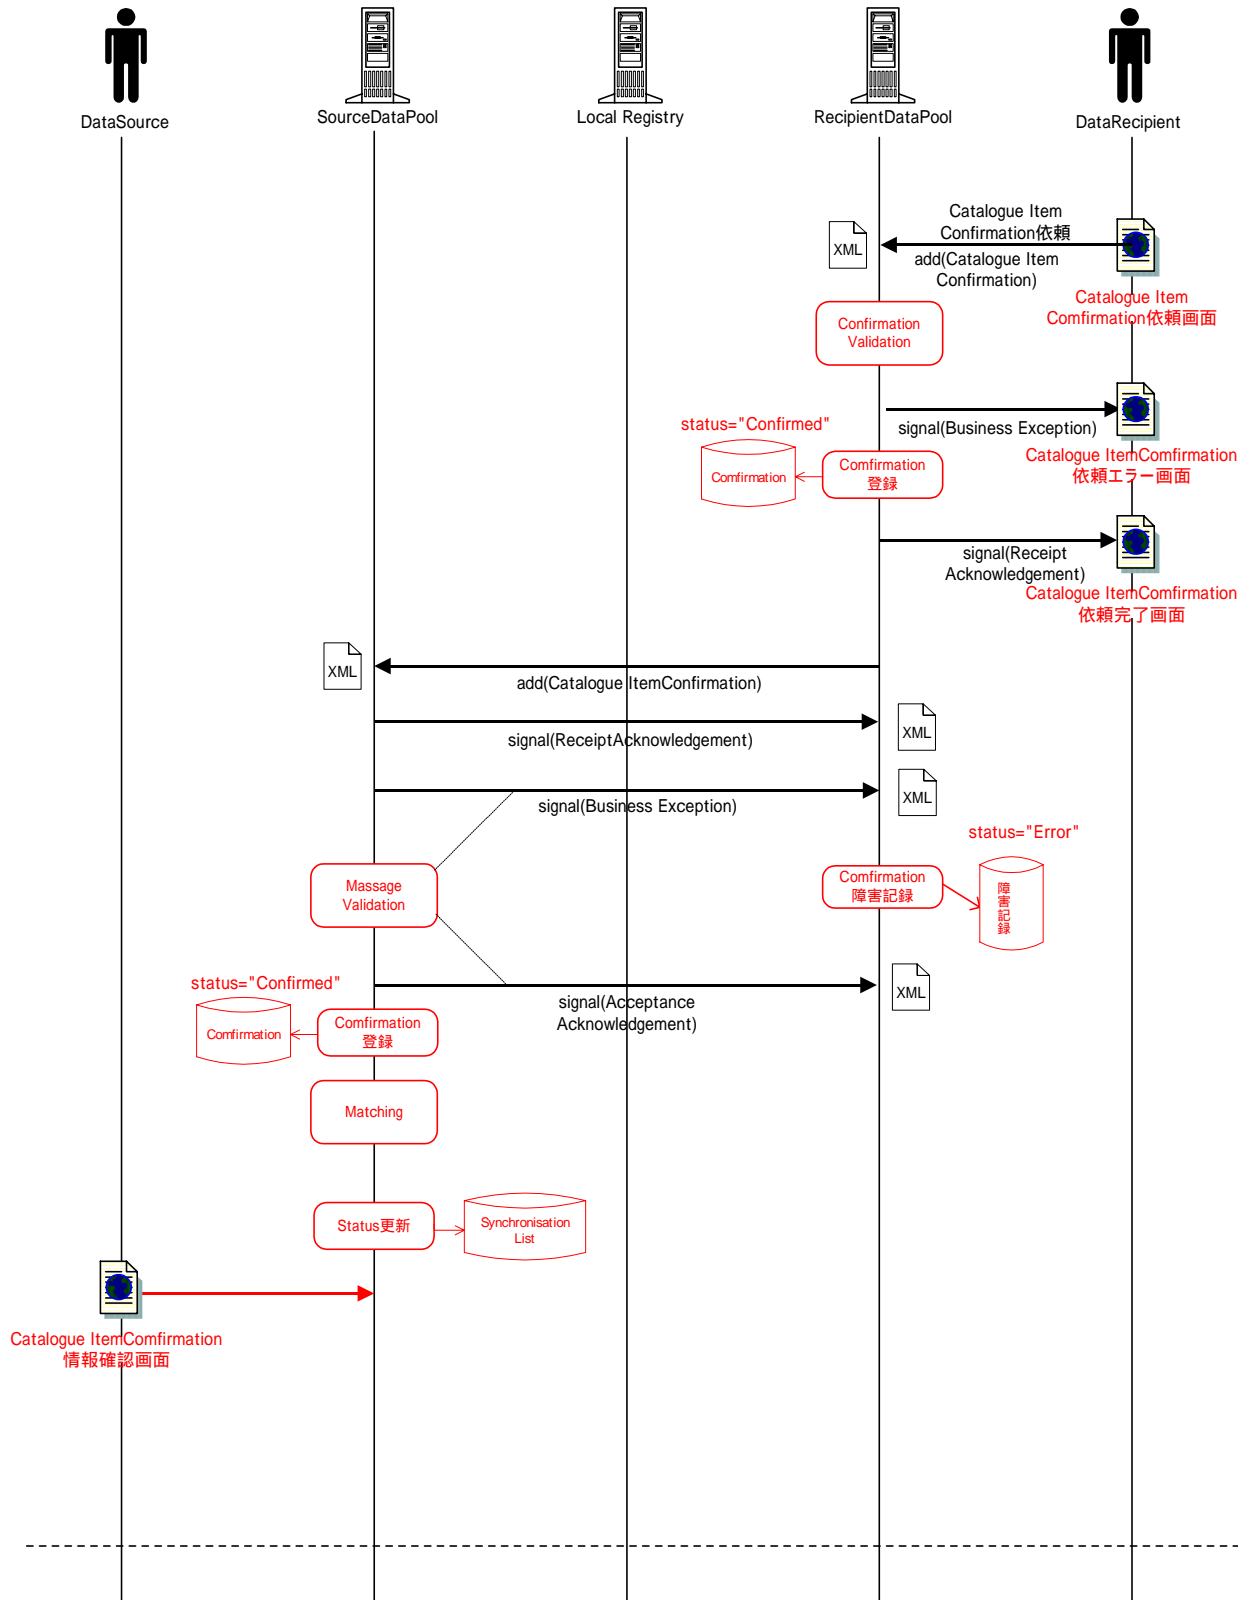 DataSource
SourceDataPool
Local Registry
RecipientDataPool
DataRecipient
Catalogue Item
Confirmation依頼
XML
add(Catalogue Item
Confirmation)
Catalogue Item
Comfirmation依頼画面
Confirmation
Validation
signal(Business Exception)
status="Confirmed"
Comfirmation
Comfirmation
登録
Catalogue ItemComfirmation
依頼エラー画面
signal(Receipt
Acknowledgement)
Catalogue ItemComfirmation
依頼完了画面
XML
add(Catalogue ItemConfirmation)
signal(ReceiptAcknowledgement)
XML
signal(Business Exception)
XML
status="Error"
Massage
Validation
Comfirmation
障害記録
障害記録
status="Confirmed"
signal(Acceptance
Acknowledgement)
XML
Comfirmation
Comfirmation
登録
Matching
Status更新
Synchronisation
List
Catalogue ItemComfirmation
情報確認画面